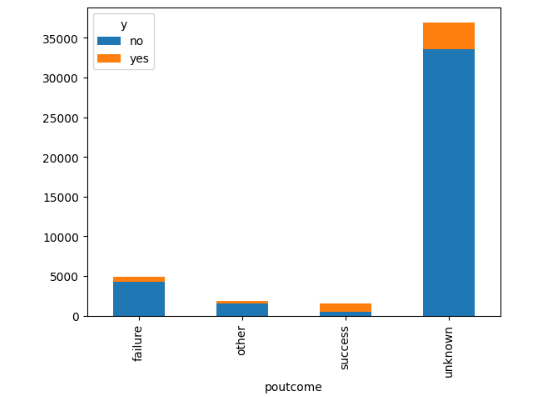 y
no
yes
35000
30000
25000
20000
15000
10000
5000
0
failure
other
success
unknown
poutcome